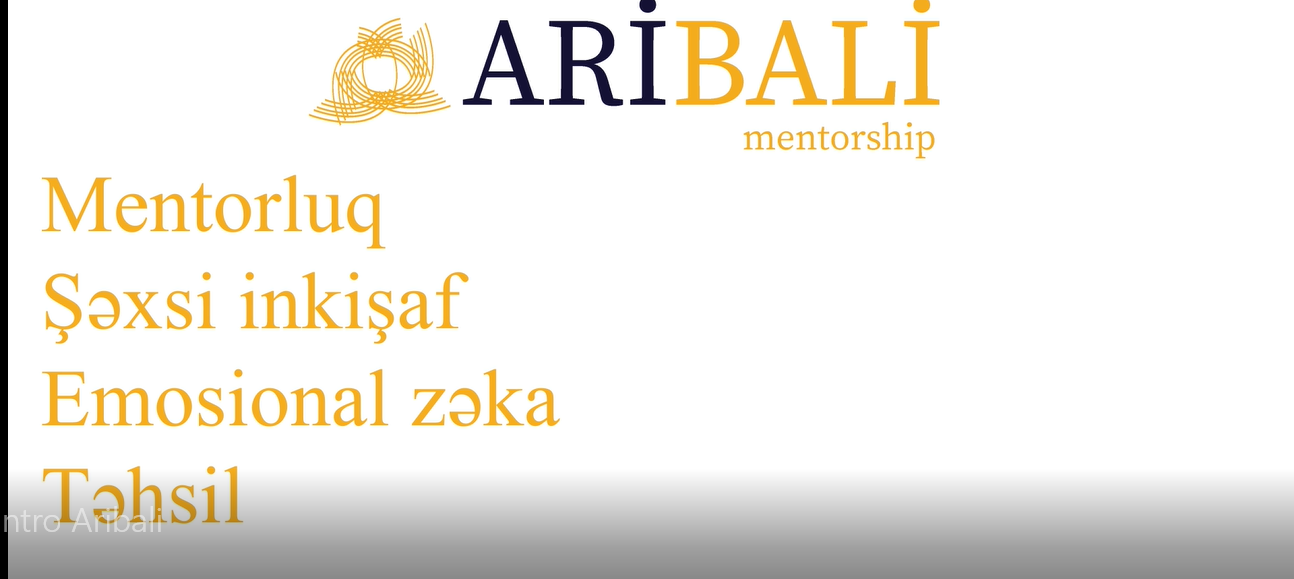 ARİBALİ
mentorship
Mentorluq
Şəxsi inkişaf
Emosional zəka
Təhsil
ntro Aribali